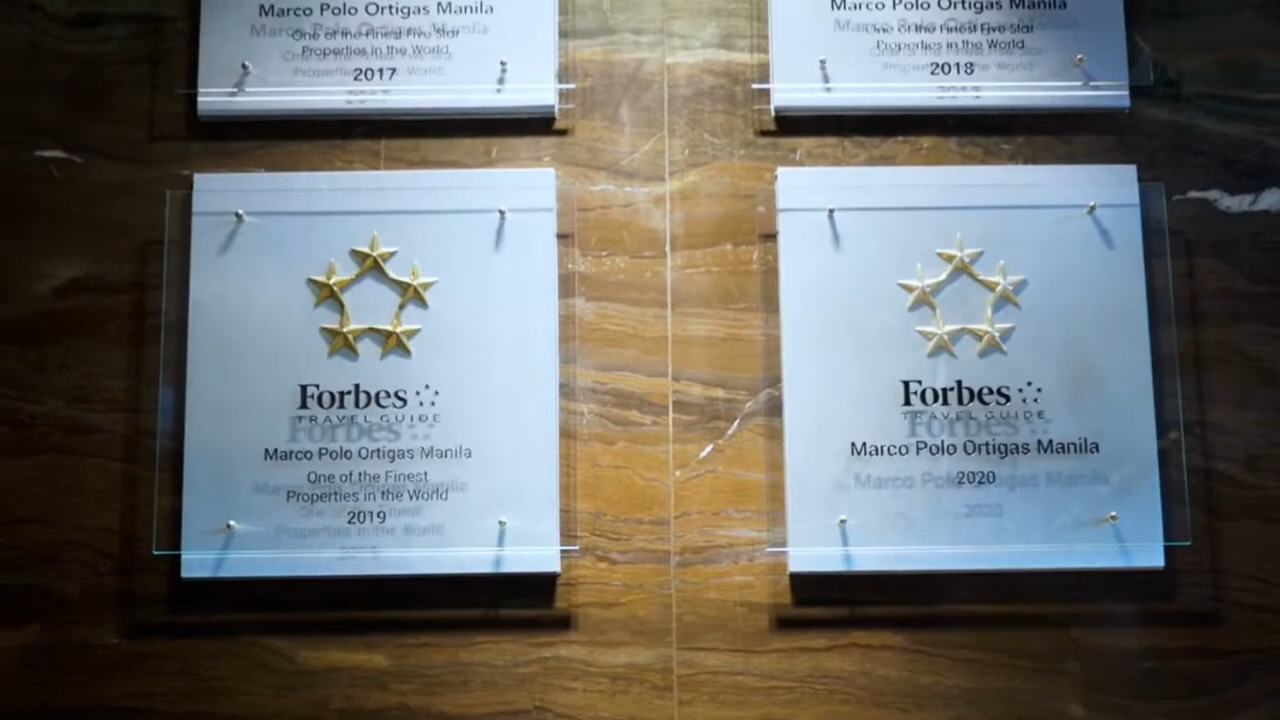 Marco Polo Ortigas Manila
One of the Finest Five Star
Properties in the World
2017
Marco Polo Ortigas Manila
One of the Finest Five Star
Properties in the World
2018
Forbes
TRAVEL GUIDE
Marco Polo Ortigas Manila
One of the Finest
Properties in the World
2019
Forbes
TRAVEL GUIDE
Marco Polo Ortigas Manila
2020